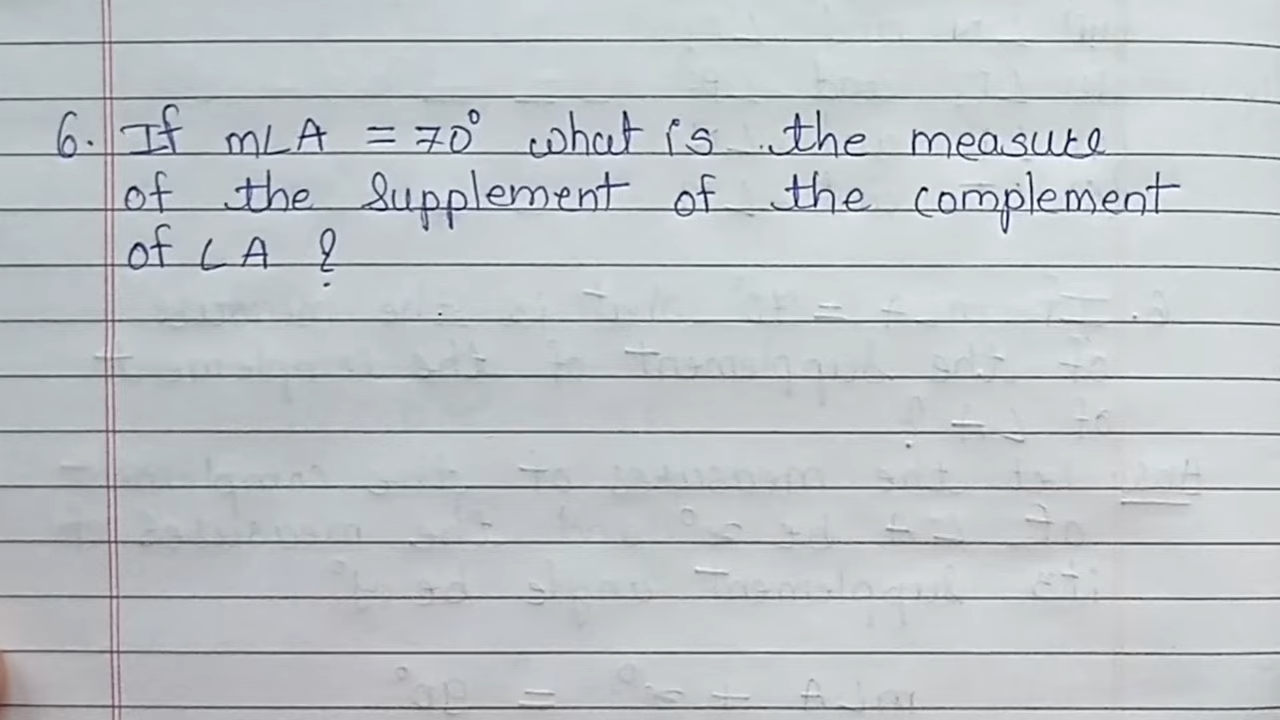 6. If m∠A = 70° what is the measure
of the supplement of the complement
of ∠A ?